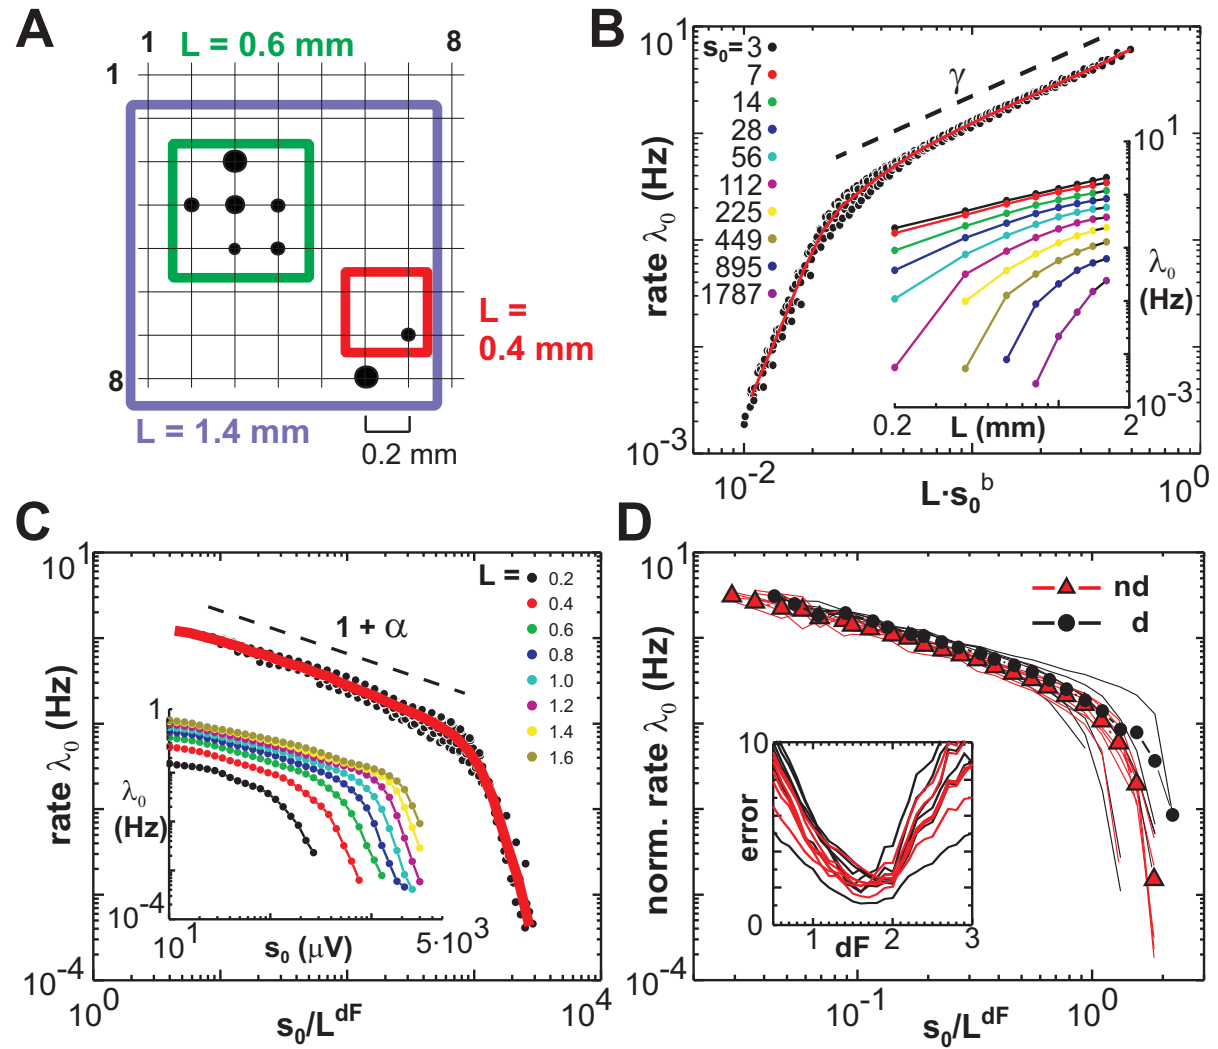 A
1
L = 0.6 mm
8
1
8
L =
0.4 mm
L = 1.4 mm
0.2 mm
B
10^1
10^-3
rate λ₀ (Hz)
s₀= 3
7
14
28
56
112
225
449
895
1787
γ
10^1
λ₀
(Hz)
10^-3
0.2
L (mm)
2
10^-2
L·s₀^b
10^0
C
10^1
10^-4
rate λ₀ (Hz)
1 + α
L =
0.2
0.4
0.6
0.8
1.0
1.2
1.4
1.6
1
λ₀
(Hz)
10^-4
10^1
s₀ (μV)
5·10^3
10^0
s₀/L^dF
10^4
D
10^1
10^-4
norm. rate λ₀ (Hz)
nd
d
10
error
0
1
dF
2
3
10^-1
s₀/L^dF
10^0